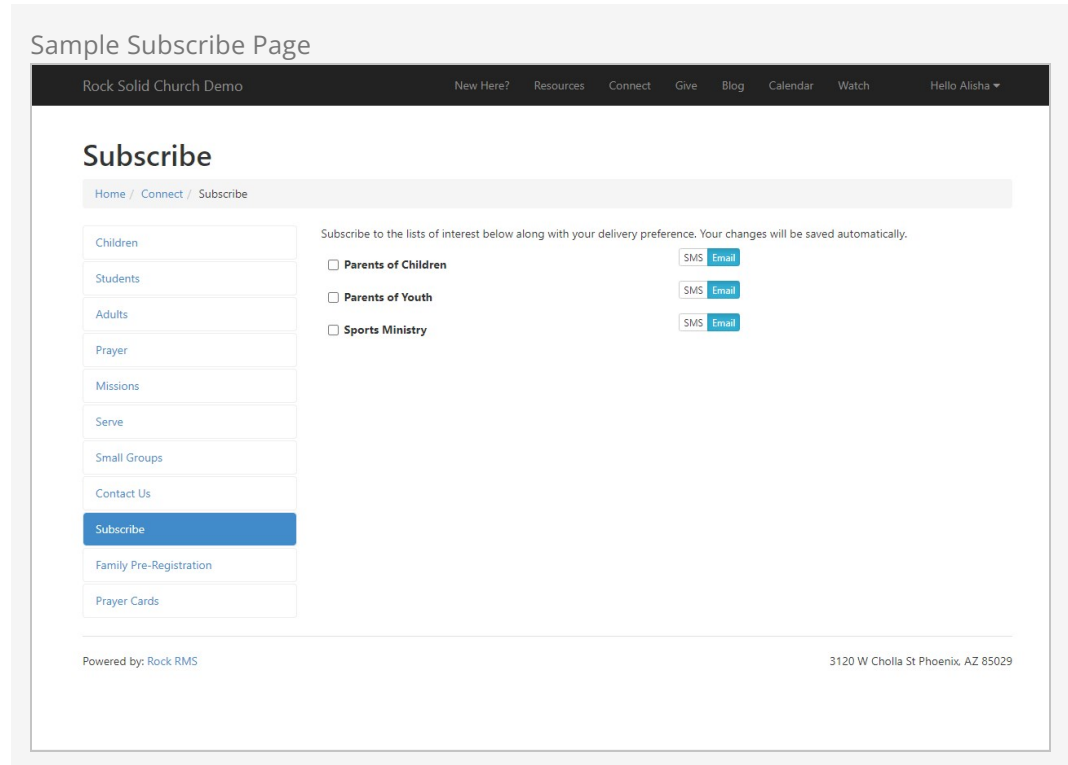 Sample Subscribe Page
Rock Solid Church Demo New Here? Resources Connect Give Blog Calendar Watch Hello Alisha
Subscribe
Home / Connect / Subscribe
Children
Students
Adults
Prayer
Missions
Serve
Small Groups
Contact Us
Subscribe
Family Pre-Registration
Prayer Cards
Subscribe to the lists of interest below along with your delivery preference. Your changes will be saved automatically.
Parents of Children SMS Email
Parents of Youth SMS Email
Sports Ministry SMS Email
Powered by: Rock RMS 3120 W Cholla St Phoenix, AZ 85029